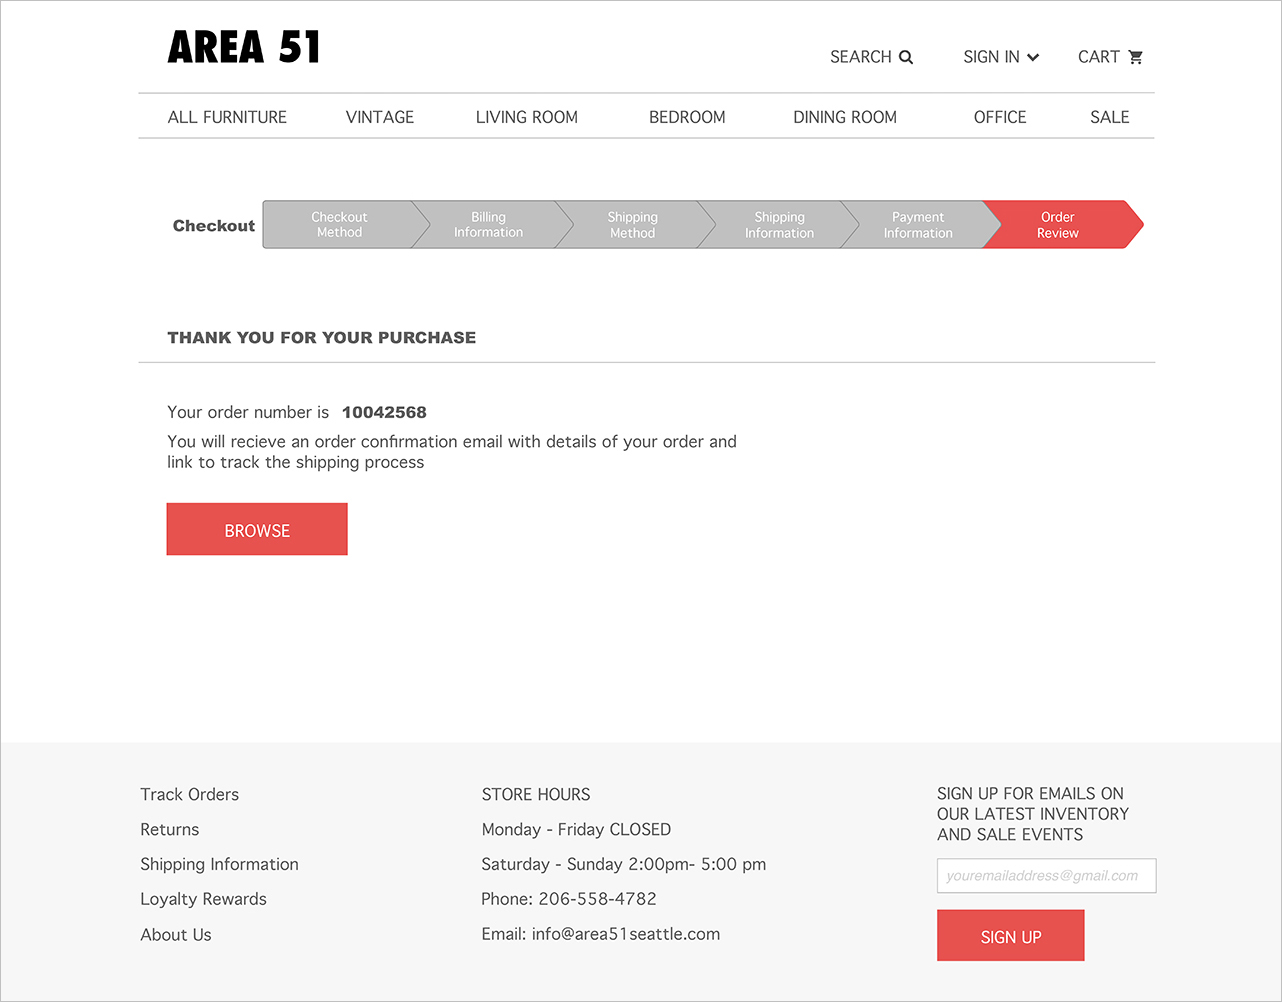 AREA 51
SEARCH
SIGN IN
CART
ALL FURNITURE
VINTAGE
LIVING ROOM
BEDROOM
DINING ROOM
OFFICE
SALE
Checkout
Checkout
Method
Billing
Information
Shipping
Method
Shipping
Information
Payment
Information
Order
Review
THANK YOU FOR YOUR PURCHASE
Your order number is 10042568
You will recieve an order confirmation email with details of your order and
link to track the shipping process
BROWSE
Track Orders
Returns
Shipping Information
Loyalty Rewards
About Us
STORE HOURS
Monday - Friday CLOSED
Saturday - Sunday 2:00pm- 5:00 pm
Phone: 206-558-4782
Email: info@area51seattle.com
SIGN UP FOR EMAILS ON
OUR LATEST INVENTORY
AND SALE EVENTS
youremailaddress@gmail.com
SIGN UP